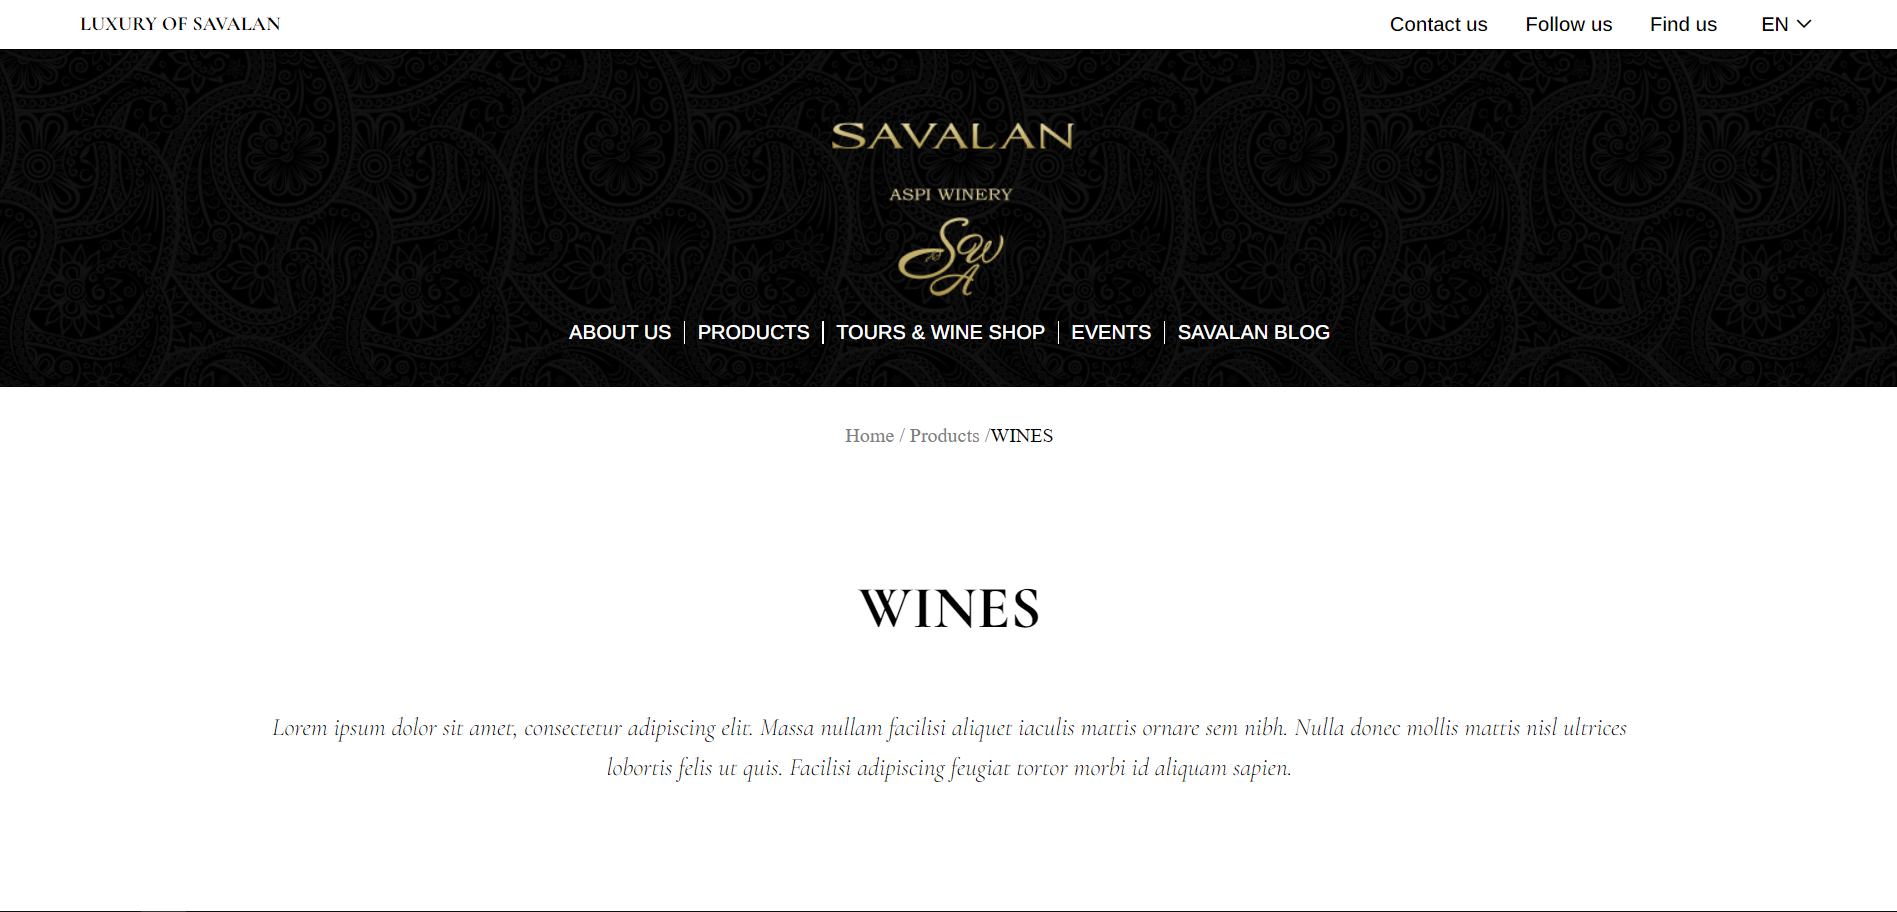 LUXURY OF SAVALAN
Contact us
Follow us
Find us
EN
SAVALAN
ASPI WINERY
SWA
ABOUT US
PRODUCTS
TOURS & WINE SHOP
EVENTS
SAVALAN BLOG
Home / Products /WINES
WINES
Lorem ipsum dolor sit amet, consectetur adipiscing elit. Massa nullam facilisi aliquet iaculis mattis ornare sem nibh. Nulla donec mollis mattis nisl ultrices
lobortis felis ut quis. Facilisi adipiscing feugiat tortor morbi id aliquam sapien.